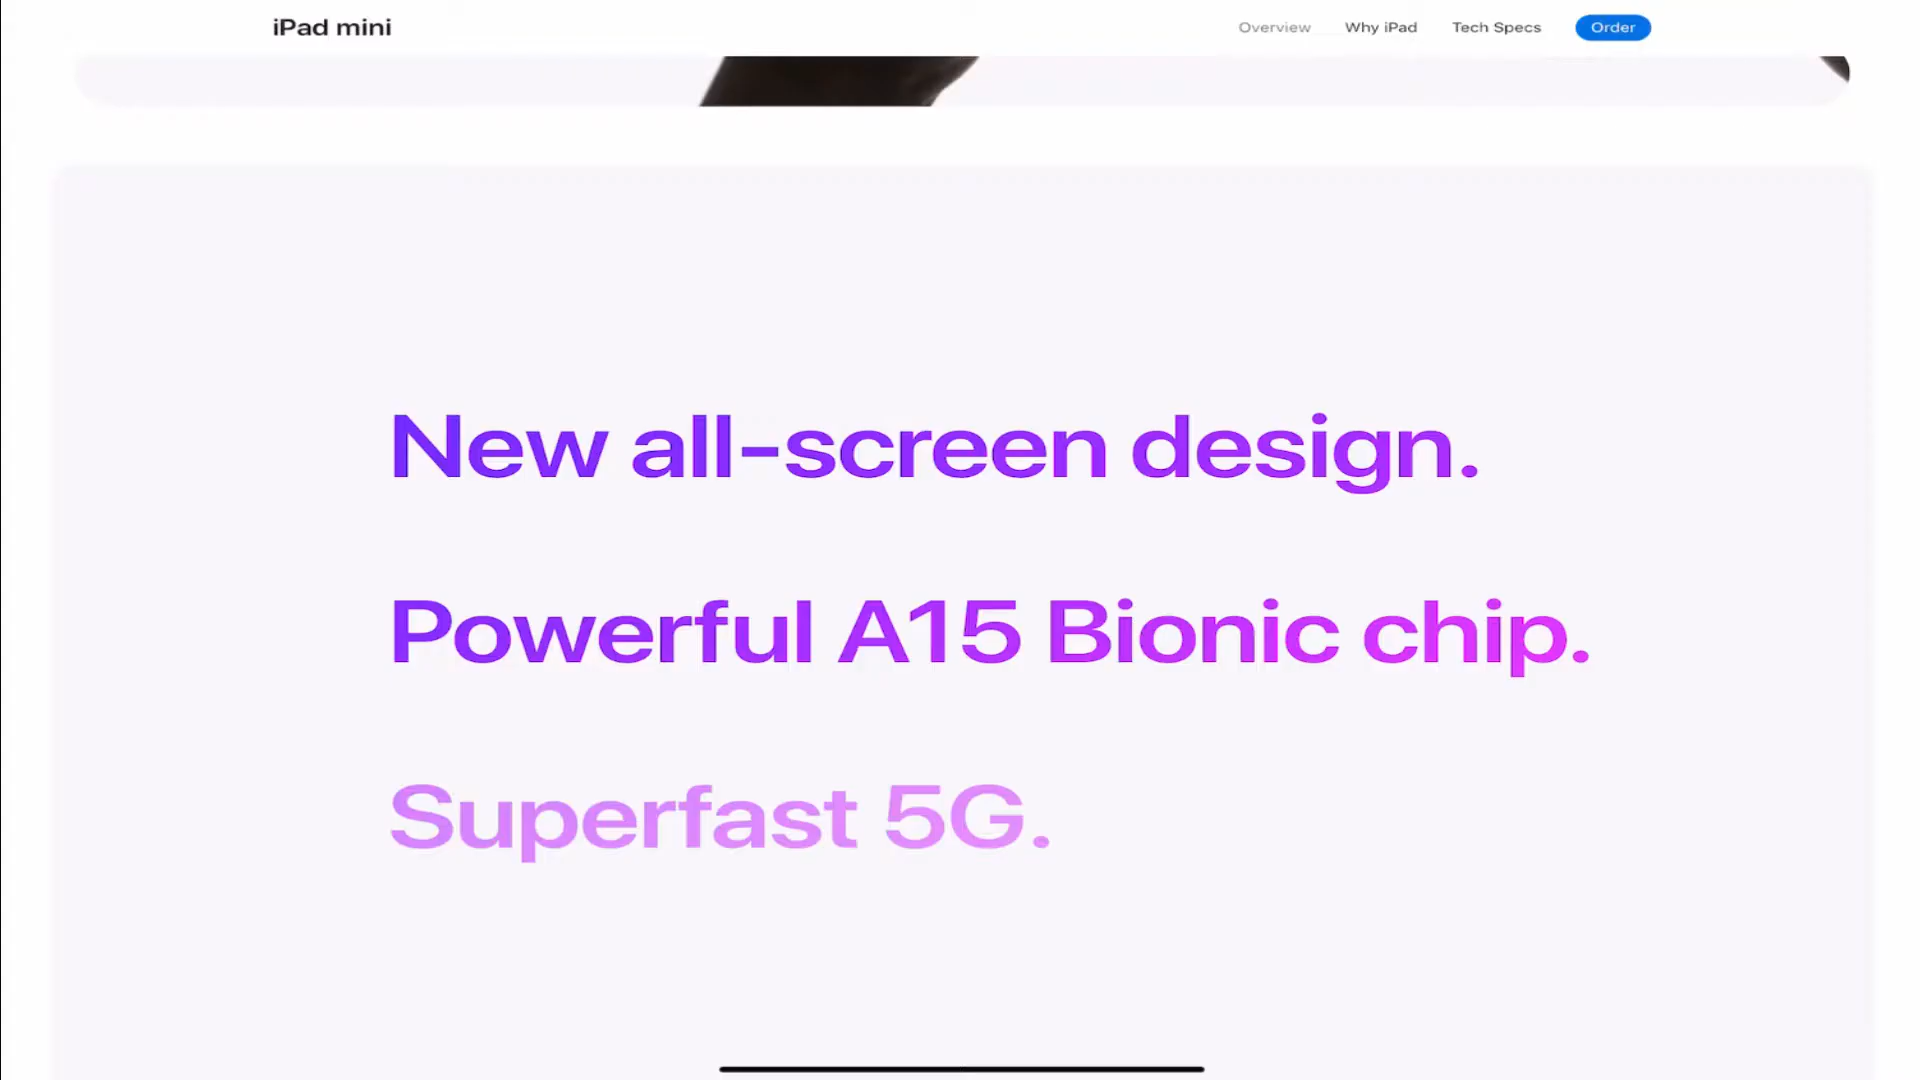 iPad mini
Overview Why iPad Tech Specs Order
New all-screen design.
Powerful A15 Bionic chip.
Superfast 5G.